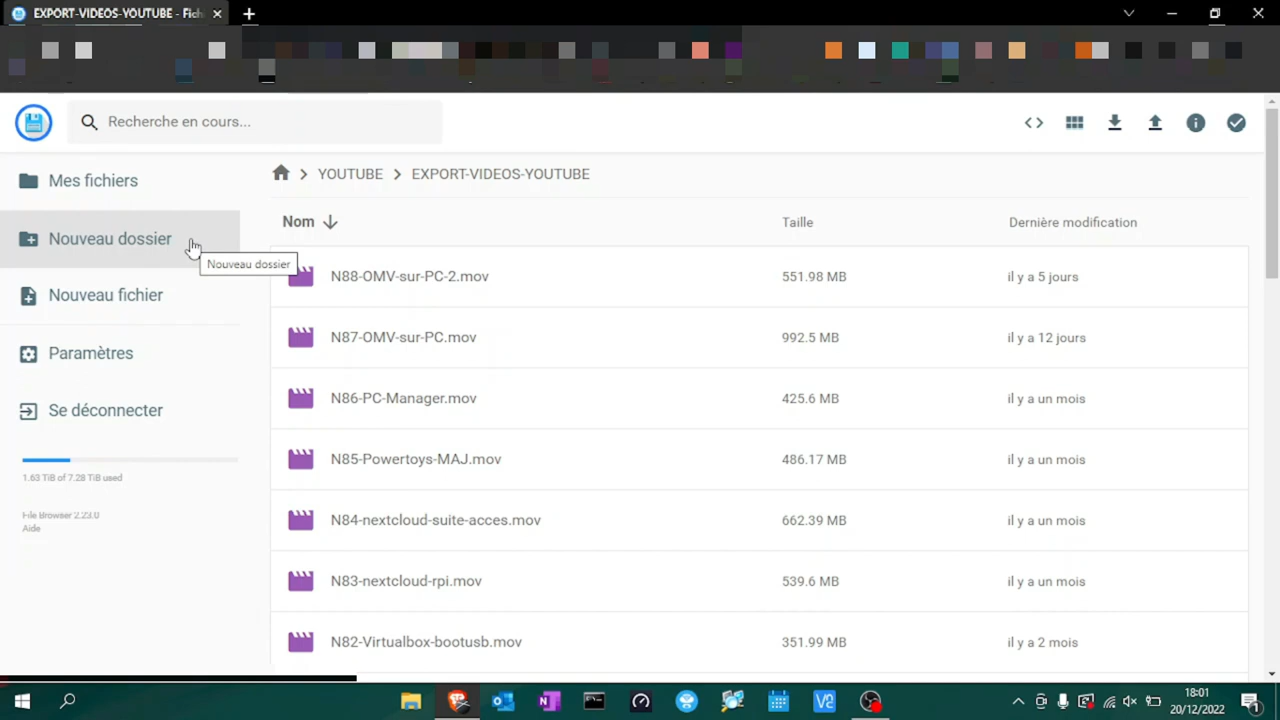 EXPORT-VIDEOS-YOUTUBE - Fich
Recherche en cours...
Mes fichiers
Nouveau dossier
Nouveau dossier
Nouveau fichier
Paramètres
Se déconnecter
1.63 TiB of 7.28 TiB used
File Browser 2.23.0
Aide
YOUTUBE
EXPORT-VIDEOS-YOUTUBE
Nom Taille Dernière modification
N88-OMV-sur-PC-2.mov 551.98 MB il y a 5 jours
N87-OMV-sur-PC.mov 992.5 MB il y a 12 jours
N86-PC-Manager.mov 425.6 MB il y a un mois
N85-Powertoys-MAJ.mov 486.17 MB il y a un mois
N84-nextcloud-suite-acces.mov 662.39 MB il y a un mois
N83-nextcloud-rpi.mov 539.6 MB il y a un mois
N82-Virtualbox-bootusb.mov 351.99 MB il y a 2 mois
18:01
20/12/2022